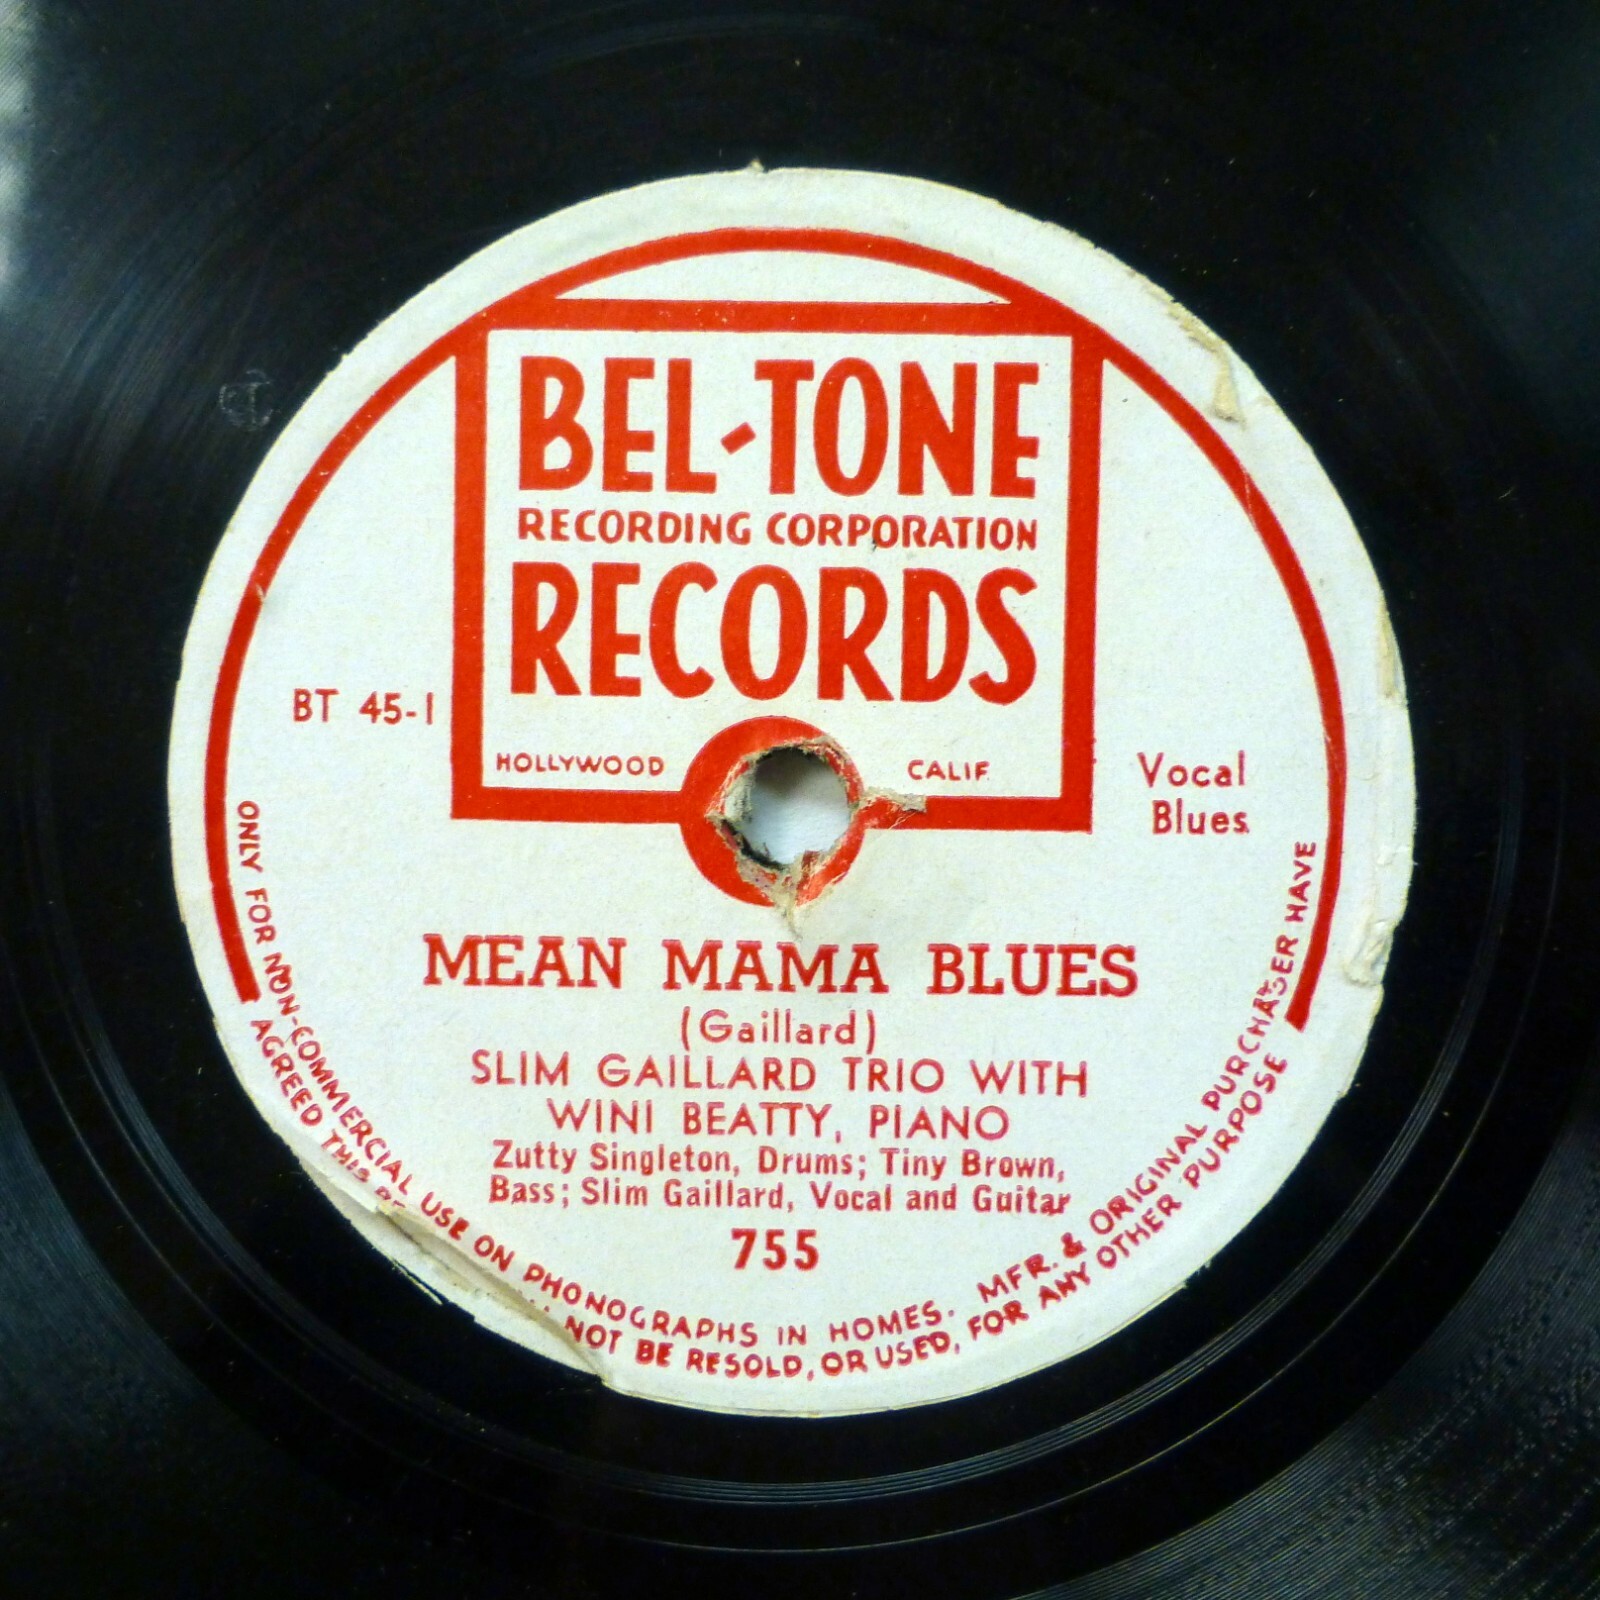 BEL-TONE
RECORDING CORPORATION
RECORDS
HOLLYWOOD CALIF.
BT 45-1
Vocal
Blues
MEAN MAMA BLUES
(Gaillard)
SLIM GAILLARD TRIO WITH
WINI BEATTY, PIANO
Zutty Singleton, Drums; Tiny Brown,
Bass; Slim Gaillard, Vocal and Guitar
755
ONLY FOR NON-COMMERCIAL USE ON PHONOGRAPHS IN HOMES. MFR. & ORIGINAL PURCHASER HAVE
AGREED THIS NOT BE RESOLD, OR USED, FOR ANY OTHER PURPOSE